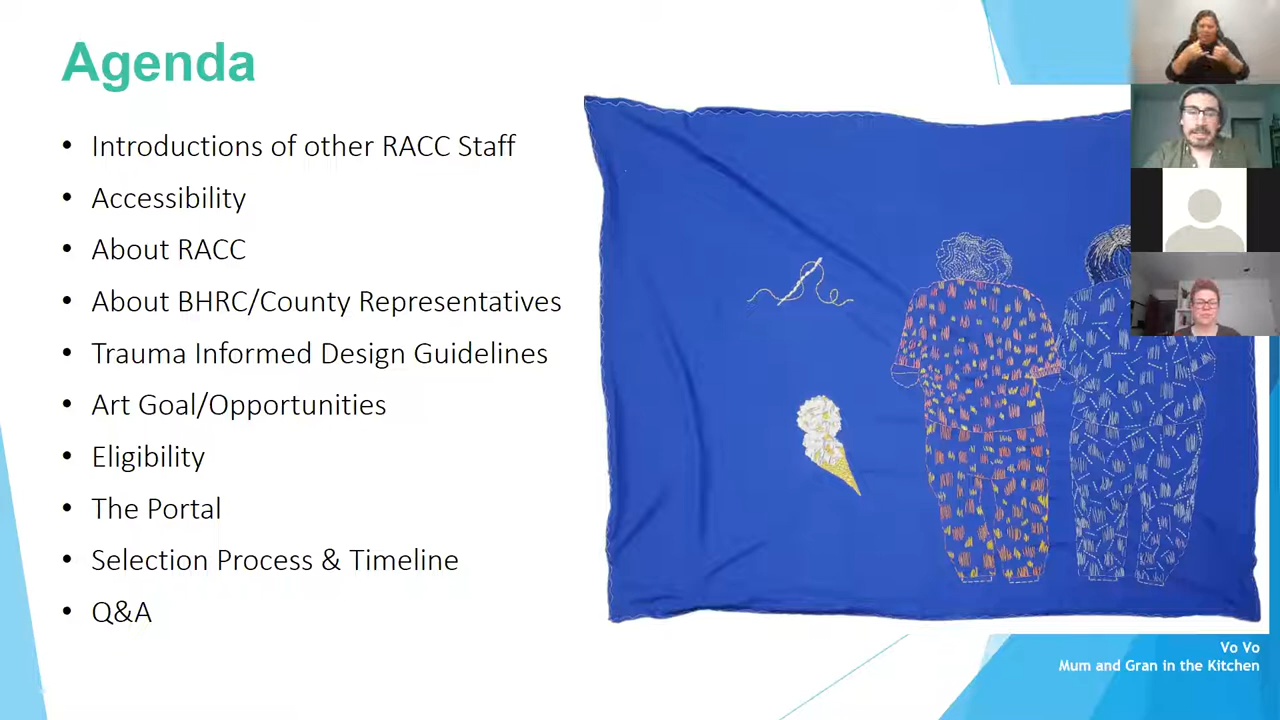 Agenda
• Introductions of other RACC Staff
• Accessibility
• About RACC
• About BHRC/County Representatives
• Trauma Informed Design Guidelines
• Art Goal/Opportunities
• Eligibility
• The Portal
• Selection Process & Timeline
• Q&A
Vo Vo
Mum and Gran in the Kitchen